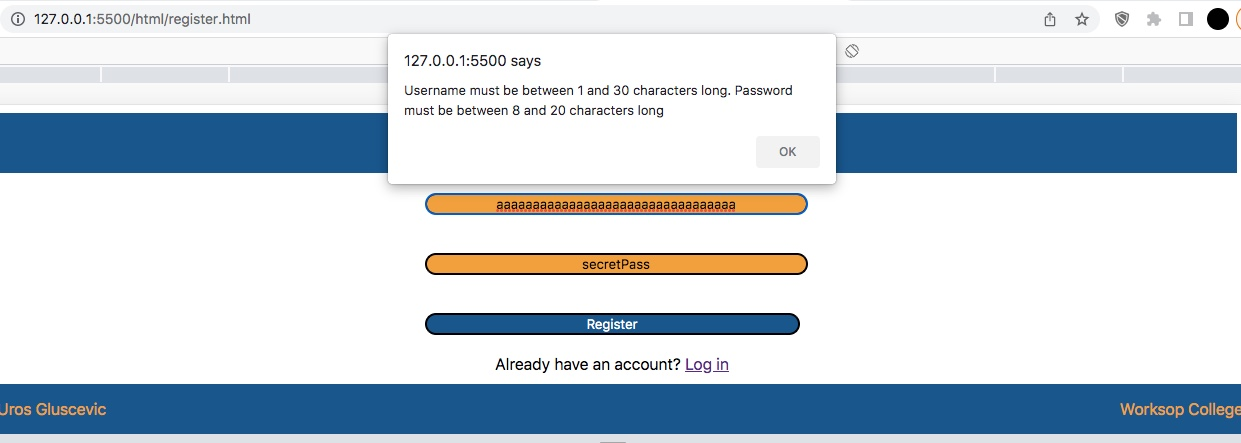 127.0.0.1:5500/html/register.html
127.0.0.1:5500 says
Username must be between 1 and 30 characters long. Password
must be between 8 and 20 characters long
OK
aaaaaaaaaaaaaaaaaaaaaaaaaaaaaaaaaa
secretPass
Register
Already have an account? Log in
Uros Gluscevic
Worksop College